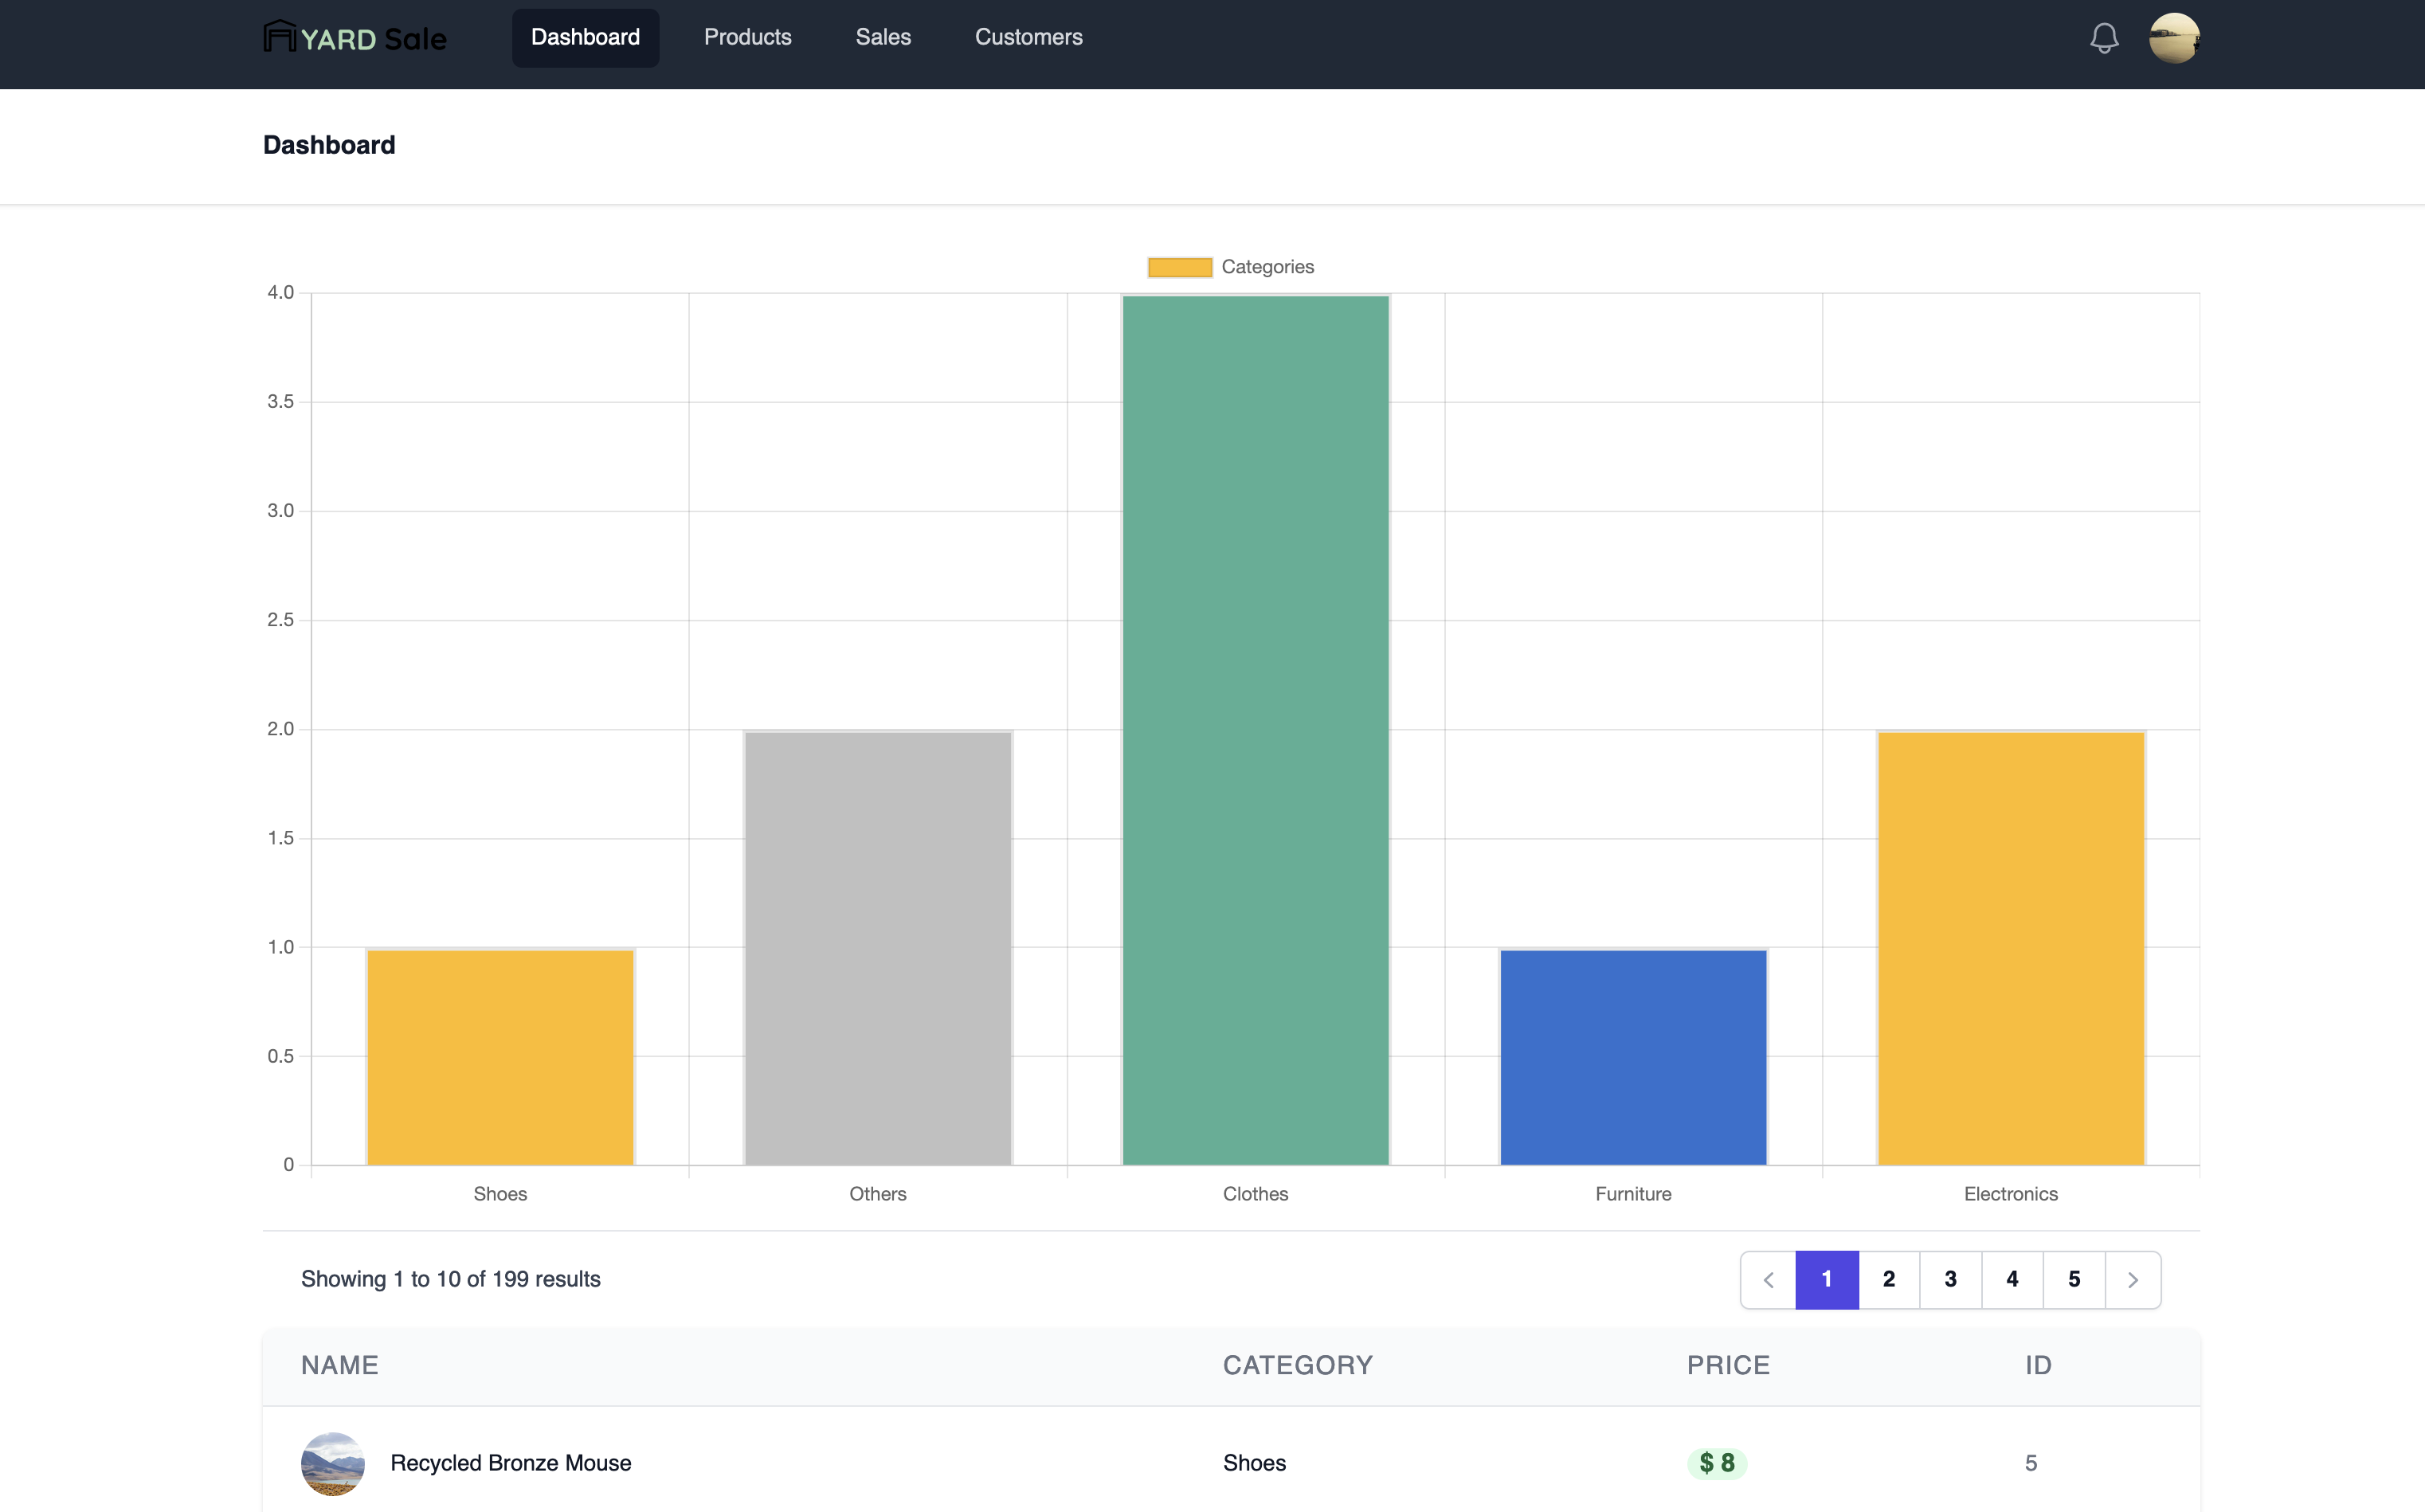 YARD Sale Dashboard Products Sales Customers
Dashboard
Categories
4.0
3.5
3.0
2.5
2.0
1.5
1.0
0.5
0
Shoes Others Clothes Furniture Electronics
Showing 1 to 10 of 199 results 1 2 3 4 5
NAME CATEGORY PRICE ID
Recycled Bronze Mouse Shoes $ 8 5